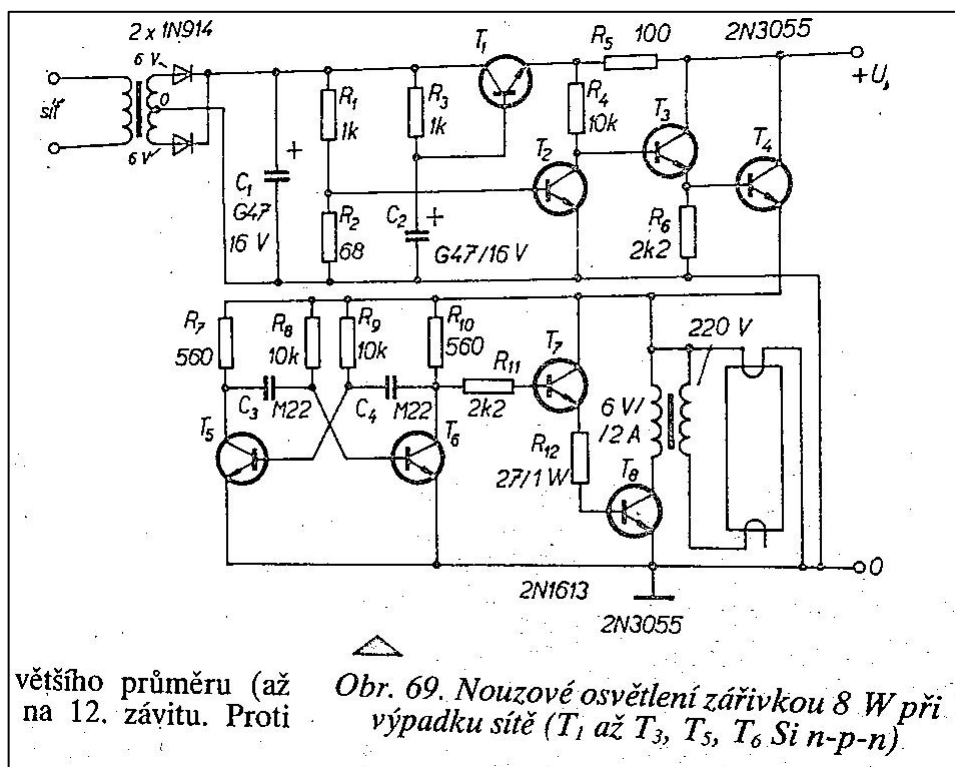 2 x 1N914
síť
6 V
0
6 V
C1
G47
16 V
+
R1
1k
R2
68
R3
1k
C2
+
G47/16 V
T1
T2
R5
100
R4
10k
T3
R6
2k2
2N3055
T4
+U
R7
560
R8
10k
R9
10k
R10
560
C3
M22
C4
M22
T5
T6
R11
2k2
T7
R12
27/1 W
T8
6 V/
/2 A
220 V
0
2N1613
2N3055
většího průměru (až
na 12. závitu. Proti
Obr. 69. Nouzové osvětlení zářivkou 8 W při
výpadku sítě (T1 až T3, T5, T6 Si n-p-n)